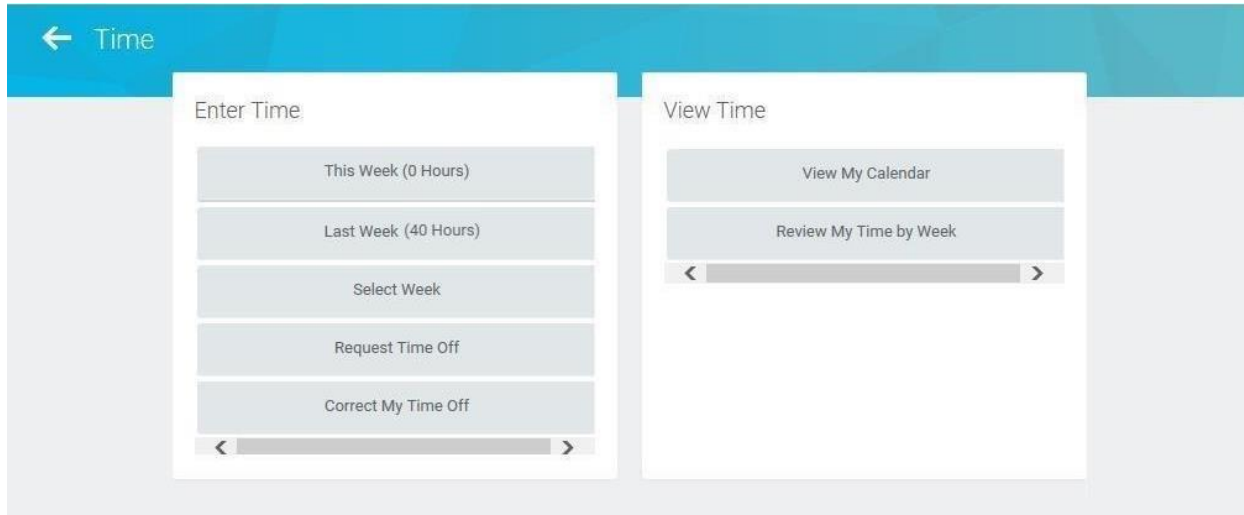 Time
Enter Time
This Week (0 Hours)
Last Week (40 Hours)
Select Week
Request Time Off
Correct My Time Off
View Time
View My Calendar
Review My Time by Week